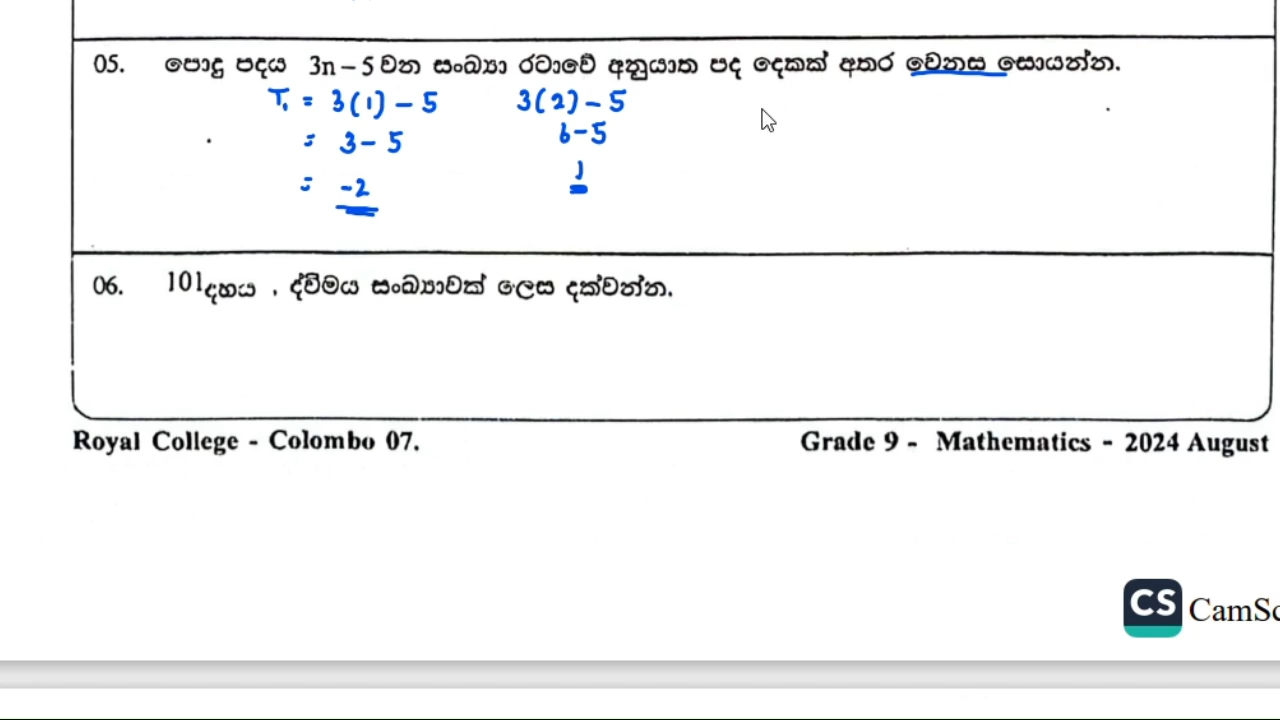 05. පොදු පදය 3n – 5 වන සංඛ්‍යා රටාවේ අනුයාත පද දෙකක් අතර වෙනස සොයන්න.
T₁ = 3(1) – 5 3(2) – 5
= 3 – 5 6 – 5
= -2 1
06. 101දහය , ද්වීමය සංඛ්‍යාවක් ලෙස දක්වන්න.
Royal College - Colombo 07. Grade 9 - Mathematics - 2024 August
CS CamSc